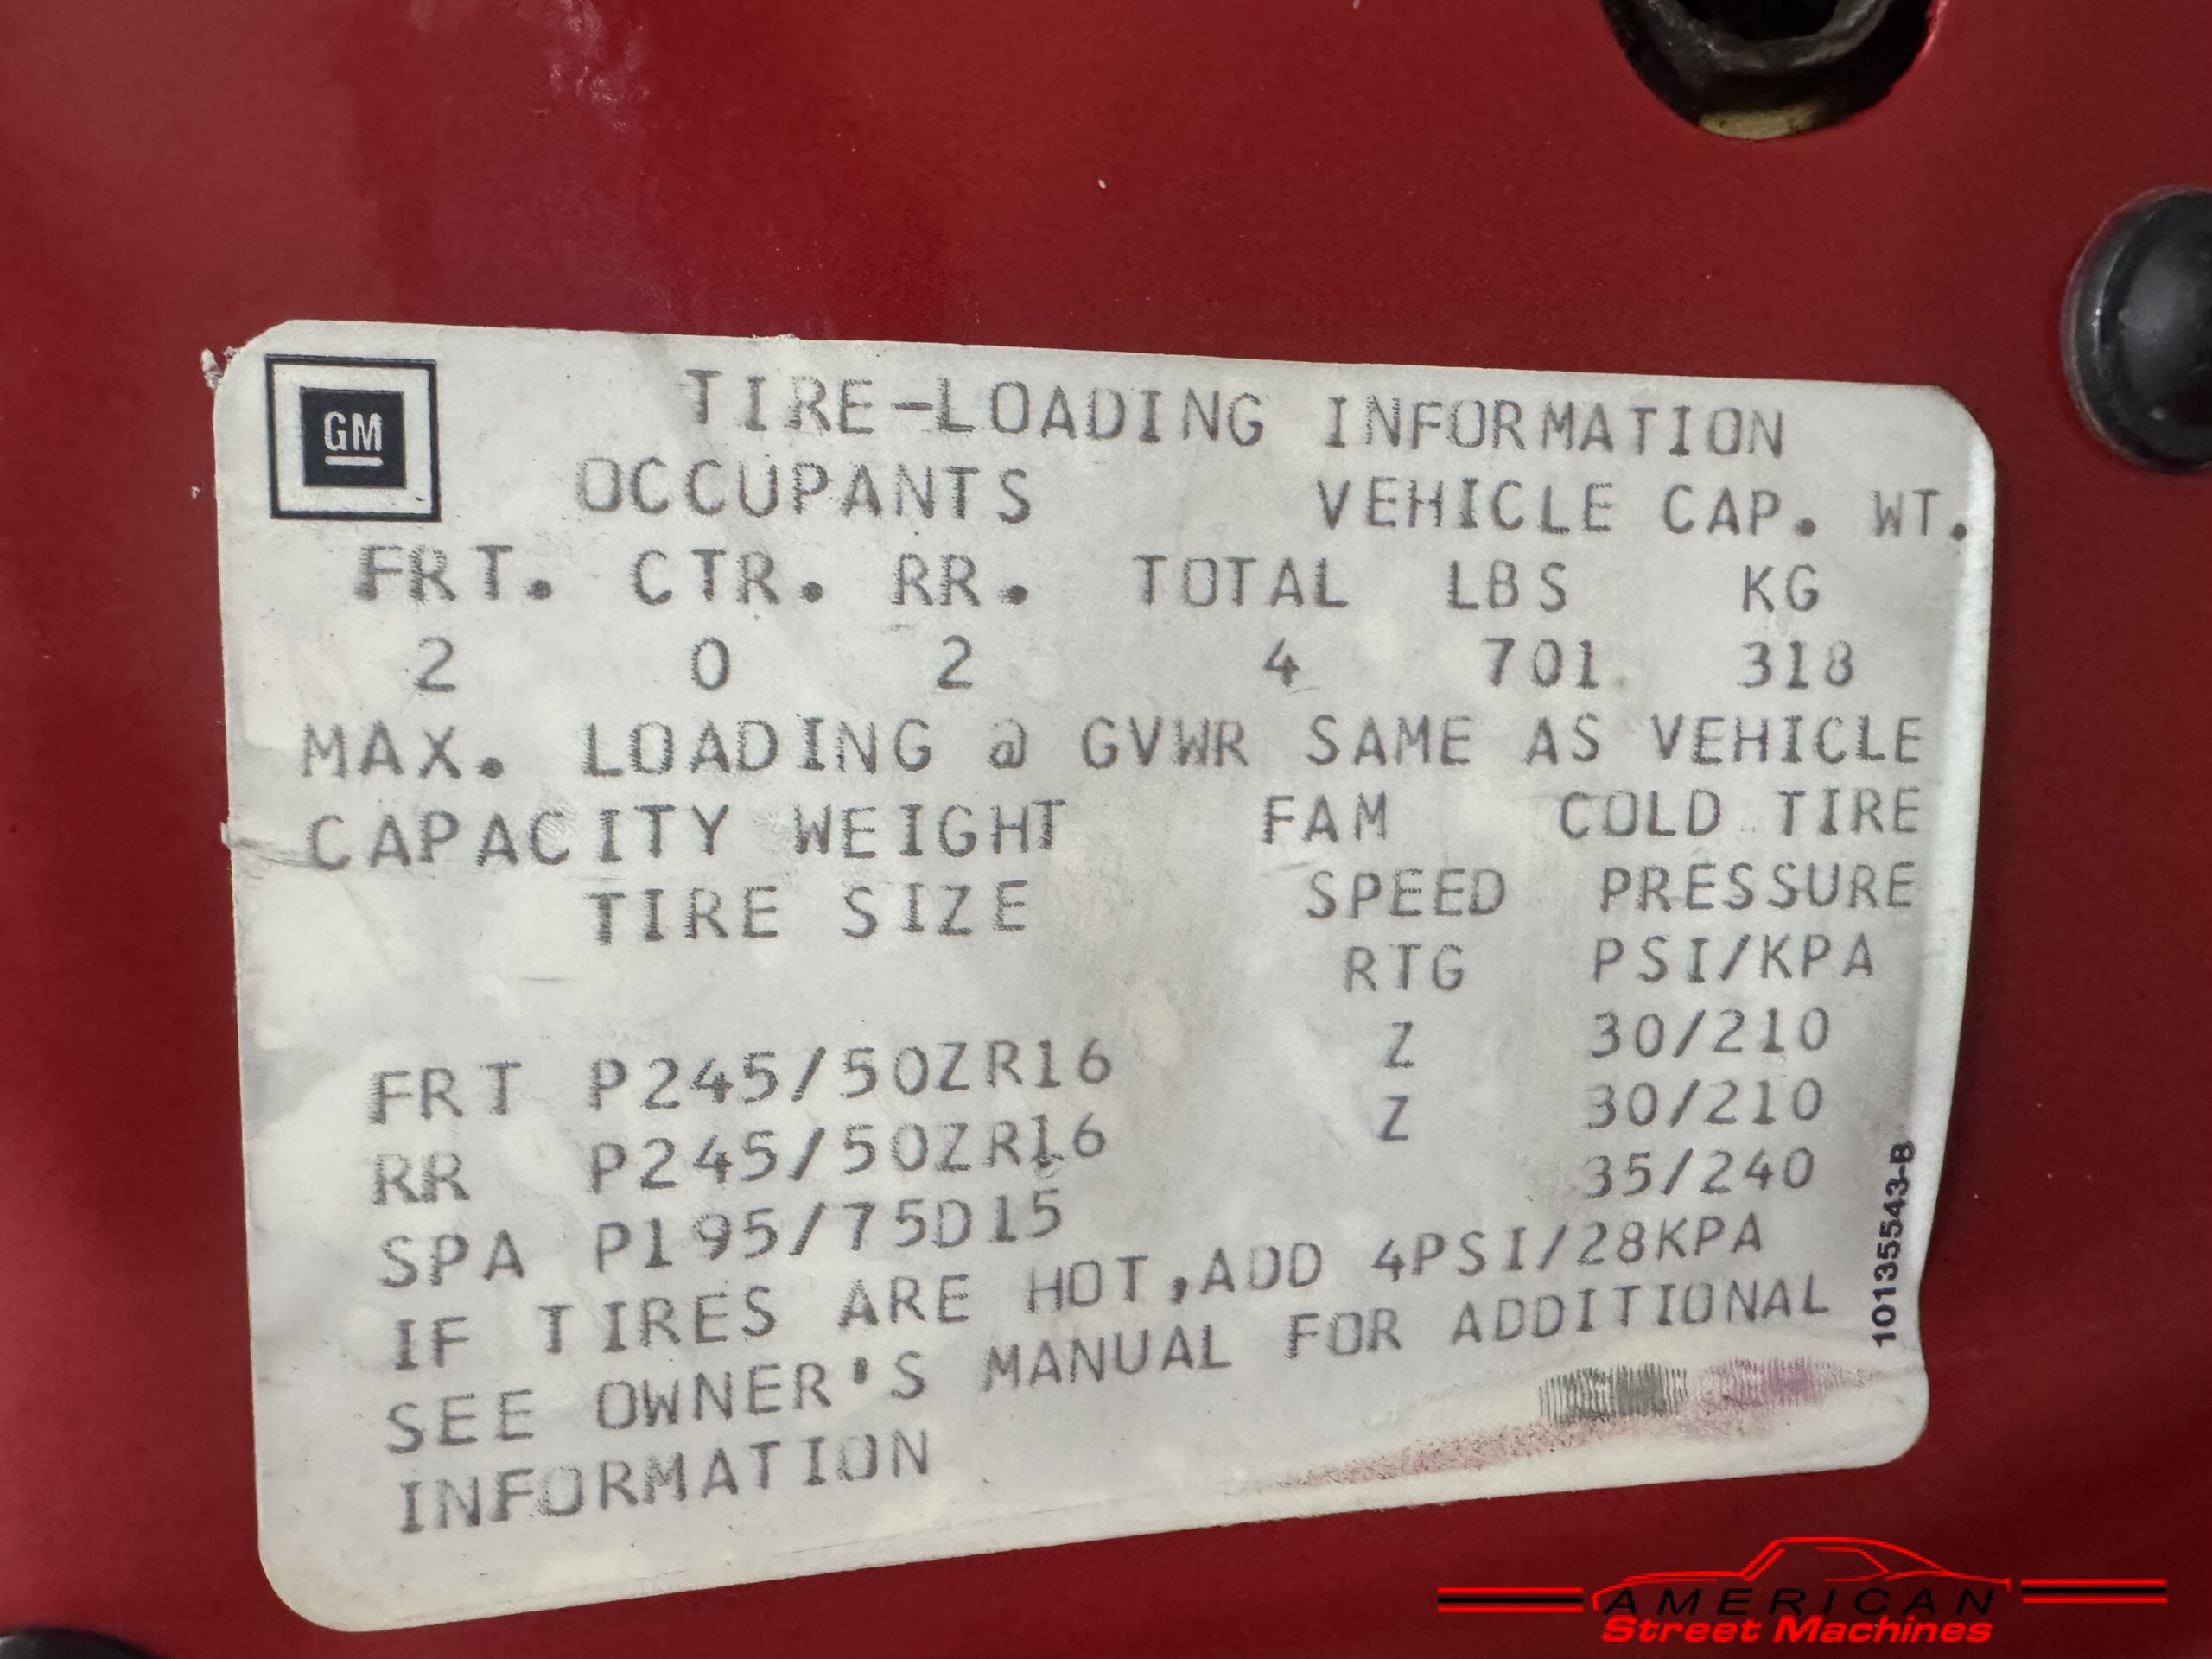 GM
TIRE-LOADING INFORMATION
OCCUPANTS VEHICLE CAP. WT.
FRT. CTR. RR. TOTAL LBS KG
2 0 2 4 701 318
MAX. LOADING @ GVWR SAME AS VEHICLE
CAPACITY WEIGHT FAM COLD TIRE
TIRE SIZE SPEED PRESSURE
RTG PSI/KPA
FRT P245/50ZR16 Z 30/210
RR P245/50ZR16 Z 30/210
SPA P195/75D15 35/240
IF TIRES ARE HOT,ADD 4PSI/28KPA
SEE OWNER'S MANUAL FOR ADDITIONAL
INFORMATION
10135543-B
AMERICAN
Street Machines